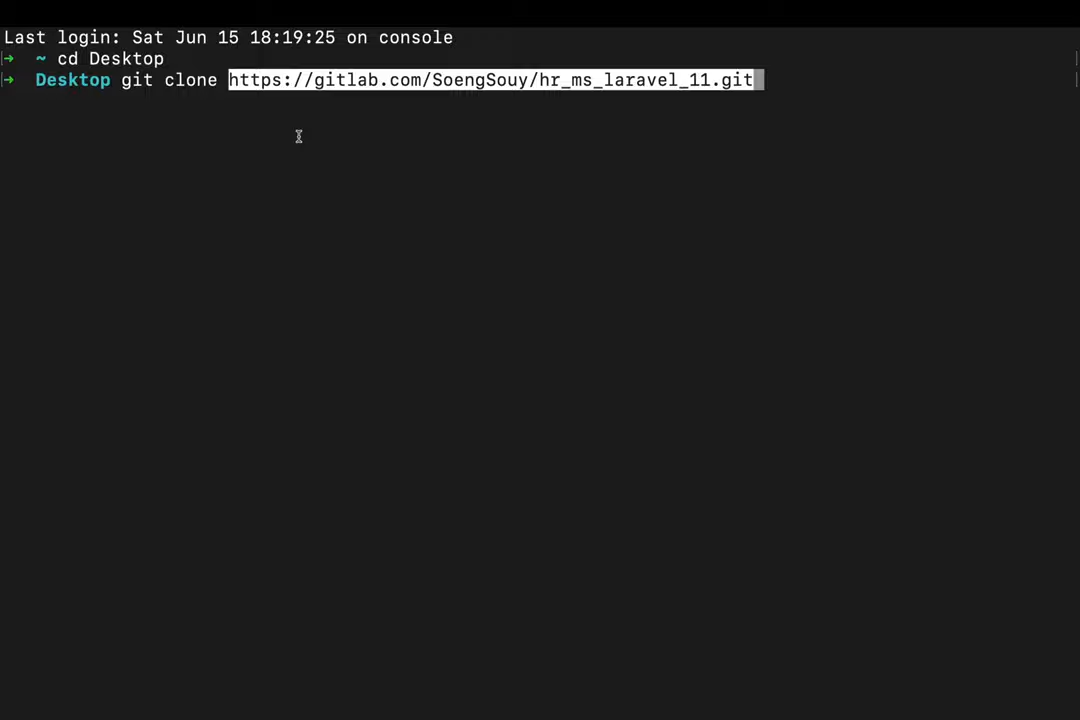 Last login: Sat Jun 15 18:19:25 on console
➜ ~ cd Desktop
➜ Desktop git clone https://gitlab.com/SoengSouy/hr_ms_laravel_11.git